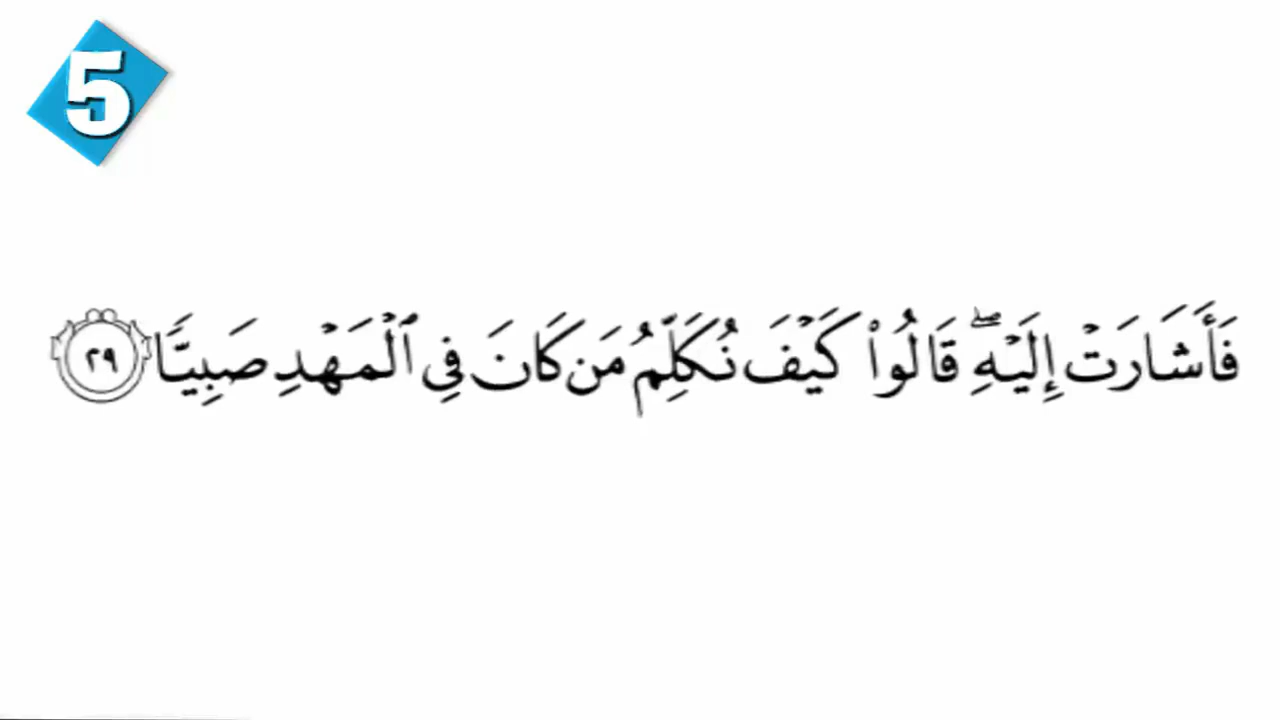 5
فَأَشَارَتْ إِلَيْهِ ۖ قَالُوا۟ كَيْفَ نُكَلِّمُ مَن كَانَ فِى ٱلْمَهْدِ صَبِيًّا ٢٩